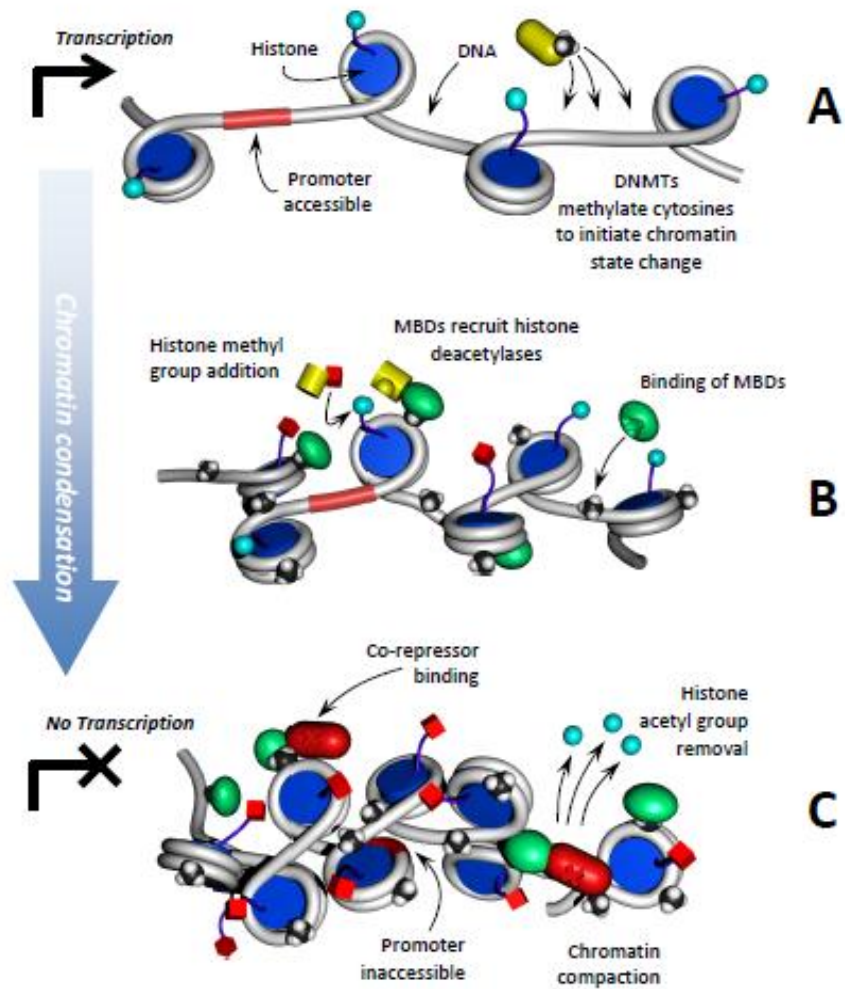 Transcription
Histone
DNA
A
Promoter
accessible
DNMTs
methylate cytosines
to initiate chromatin
state change
Chromatin condensation
Histone methyl
group addition
MBDs recruit histone
deacetylases
Binding of MBDs
B
Co-repressor
binding
No Transcription
Histone
acetyl group
removal
C
Promoter
inaccessible
Chromatin
compaction